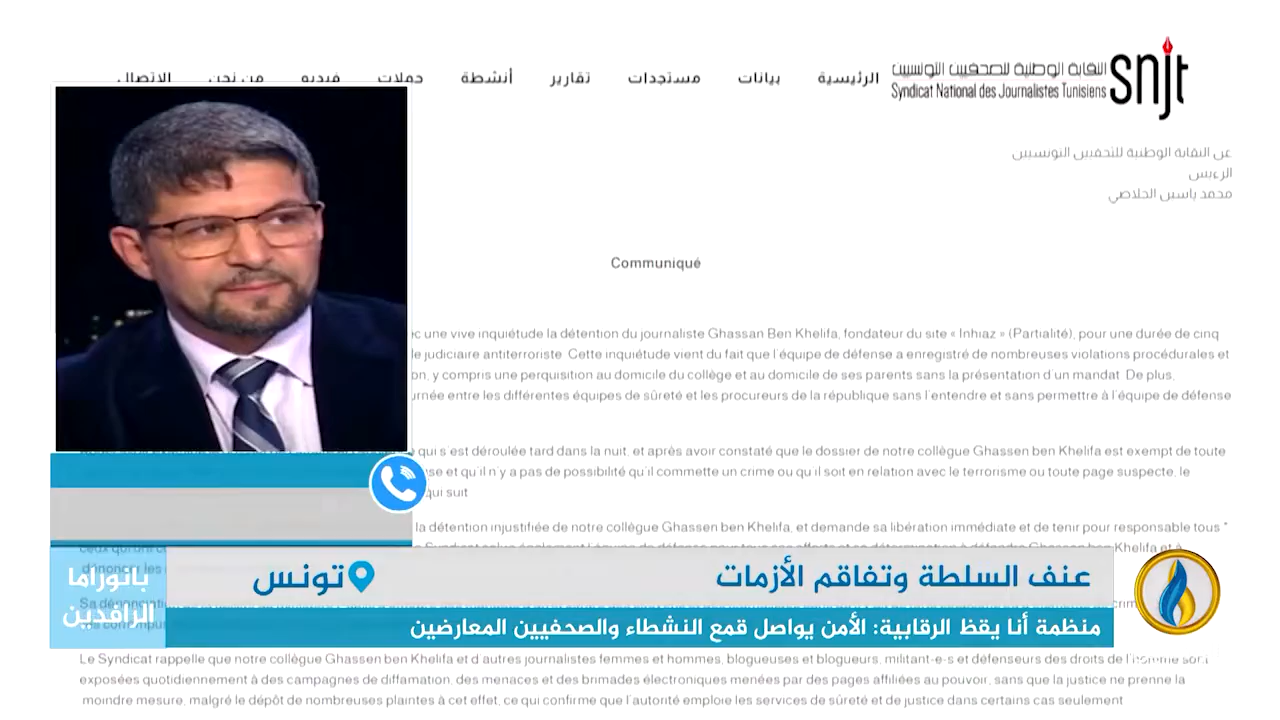 الرئيسية بيانات مستجدات تقارير أنشطة حملات فيديو من نحن الاتصال
النقابة الوطنية للصحفيين التونسيين
Syndicat National des Journalistes Tunisiens
snjt
عن النقابة الوطنية للصحفيين التونسيين
الرئيس
محمد ياسين الجلاصي
Communiqué
une vive inquiétude la détention du journaliste Ghassan Ben Khelifa, fondateur du site « Inhiaz » (Partialité), pour une durée de cinq
judiciaire antiterroriste. Cette inquiétude vient du fait que l'équipe de défense a enregistré de nombreuses violations procédurales et
y compris une perquisition au domicile du collège et au domicile de ses parents sans la présentation d'un mandat. De plus,
entre les différentes équipes de sûreté et les procureurs de la république sans l'entendre et sans permettre à l'équipe de défense
qui s'est déroulée tard dans la nuit, et après avoir constaté que le dossier de notre collègue Ghassen ben Khelifa est exempt de toute
et qu'il n'y a pas de possibilité qu'il commette un crime ou qu'il soit en relation avec le terrorisme ou toute page suspecte, le
qui suit
la détention injustifiée de notre collègue Ghassen ben Khelifa, et demande sa libération immédiate et de tenir pour responsable tous "
تونس
عنف السلطة وتفاقم الأزمات
بانوراما
الرافدين
منظمة أنا يقظ الرقابية: الأمن يواصل قمع النشطاء والصحفيين المعارضين
Le Syndicat rappelle que notre collègue Ghassen ben Khelifa et d'autres journalistes femmes et hommes, blogueuses et blogueurs, militant-e-s et défenseurs des droits de l'homme sont
exposées quotidiennement à des campagnes de diffamation, des menaces et des brimades électroniques menées par des pages affiliées au pouvoir, sans que la justice ne prenne la
moindre mesure, malgré le dépôt de nombreuses plaintes à cet effet, ce qui confirme que l'autorité emploie les services de sûreté et de justice dans certains cas seulement